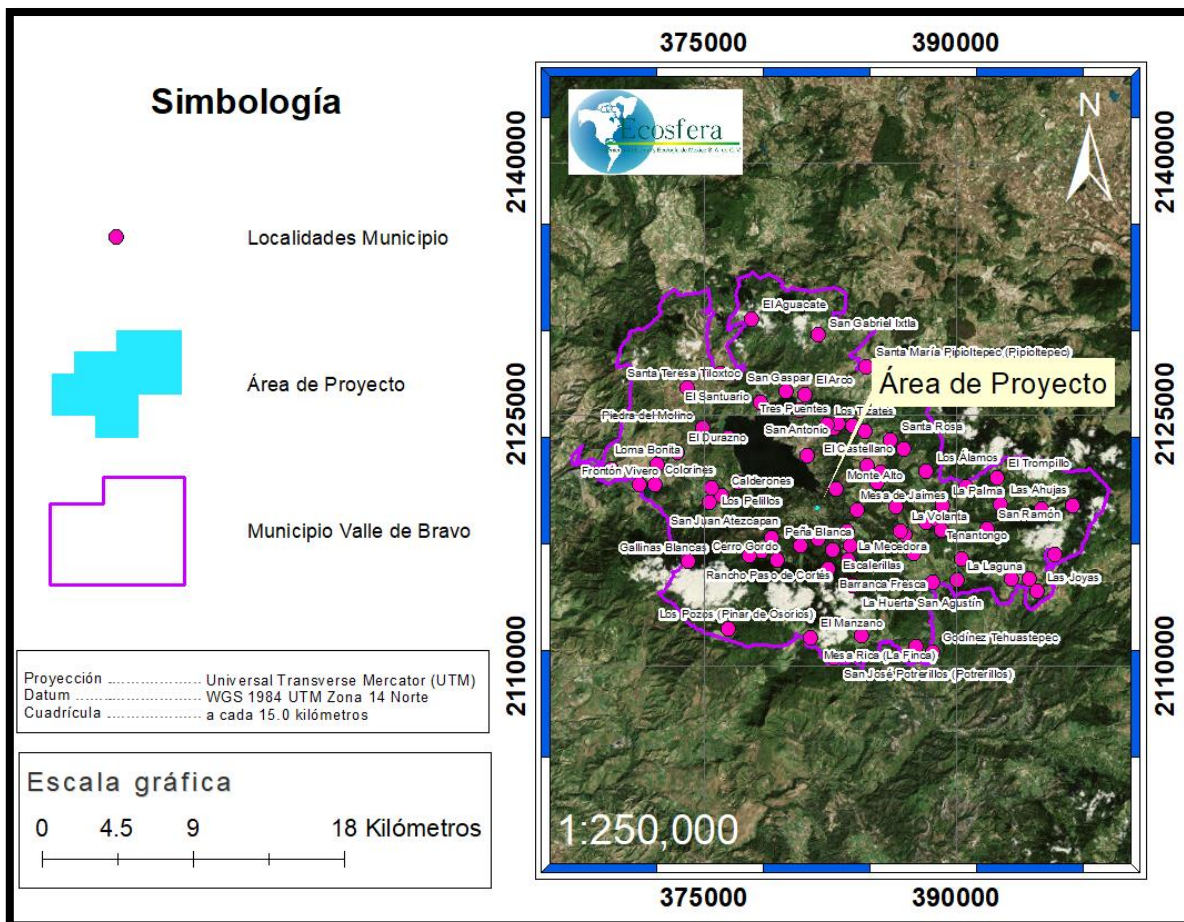 Simbología
Localidades Municipio
Área de Proyecto
Municipio Valle de Bravo
Proyección ................ Universal Transverse Mercator (UTM)
Datum ...................... WGS 1984 UTM Zona 14 Norte
Cuadrícula ................ a cada 15.0 kilómetros
Escala gráfica
0 4.5 9 18 Kilómetros
375000 390000
2140000 2140000
2125000 2125000
2110000 2110000
375000 390000
Ecosfera
N
El Aguacate
San Gabriel Ixtla
Santa María Pipioltepec (Pipioltepec)
Área de Proyecto
Santa Teresa Tiloxtoc
San Gaspar
El Arco
El Santuario
Tres Puentes
Los Tizates
Piedra del Molino
San Antonio
Santa Rosa
El Durazno
Loma Bonita
El Castellano
Los Álamos
El Trompillo
Frontón Vivero
Colorines
Calderones
Monte Alto
La Palma
Las Ahujas
Los Pelillos
Mesa de Jaimes
San Ramón
San Juan Atezcapan
Peña Blanca
La Volanta
Tenantongo
Gallinas Blancas
Cerro Gordo
La Mecedora
Escalerillas
La Laguna
Las Joyas
Rancho Paso de Cortés
Barranca Fresca
La Huerta San Agustín
Los Pozos (Pinar de Osorios)
El Manzano
Godínez Tehuastepec
Mesa Rica (La Finca)
San José Potrerillos (Potrerillos)
1:250,000